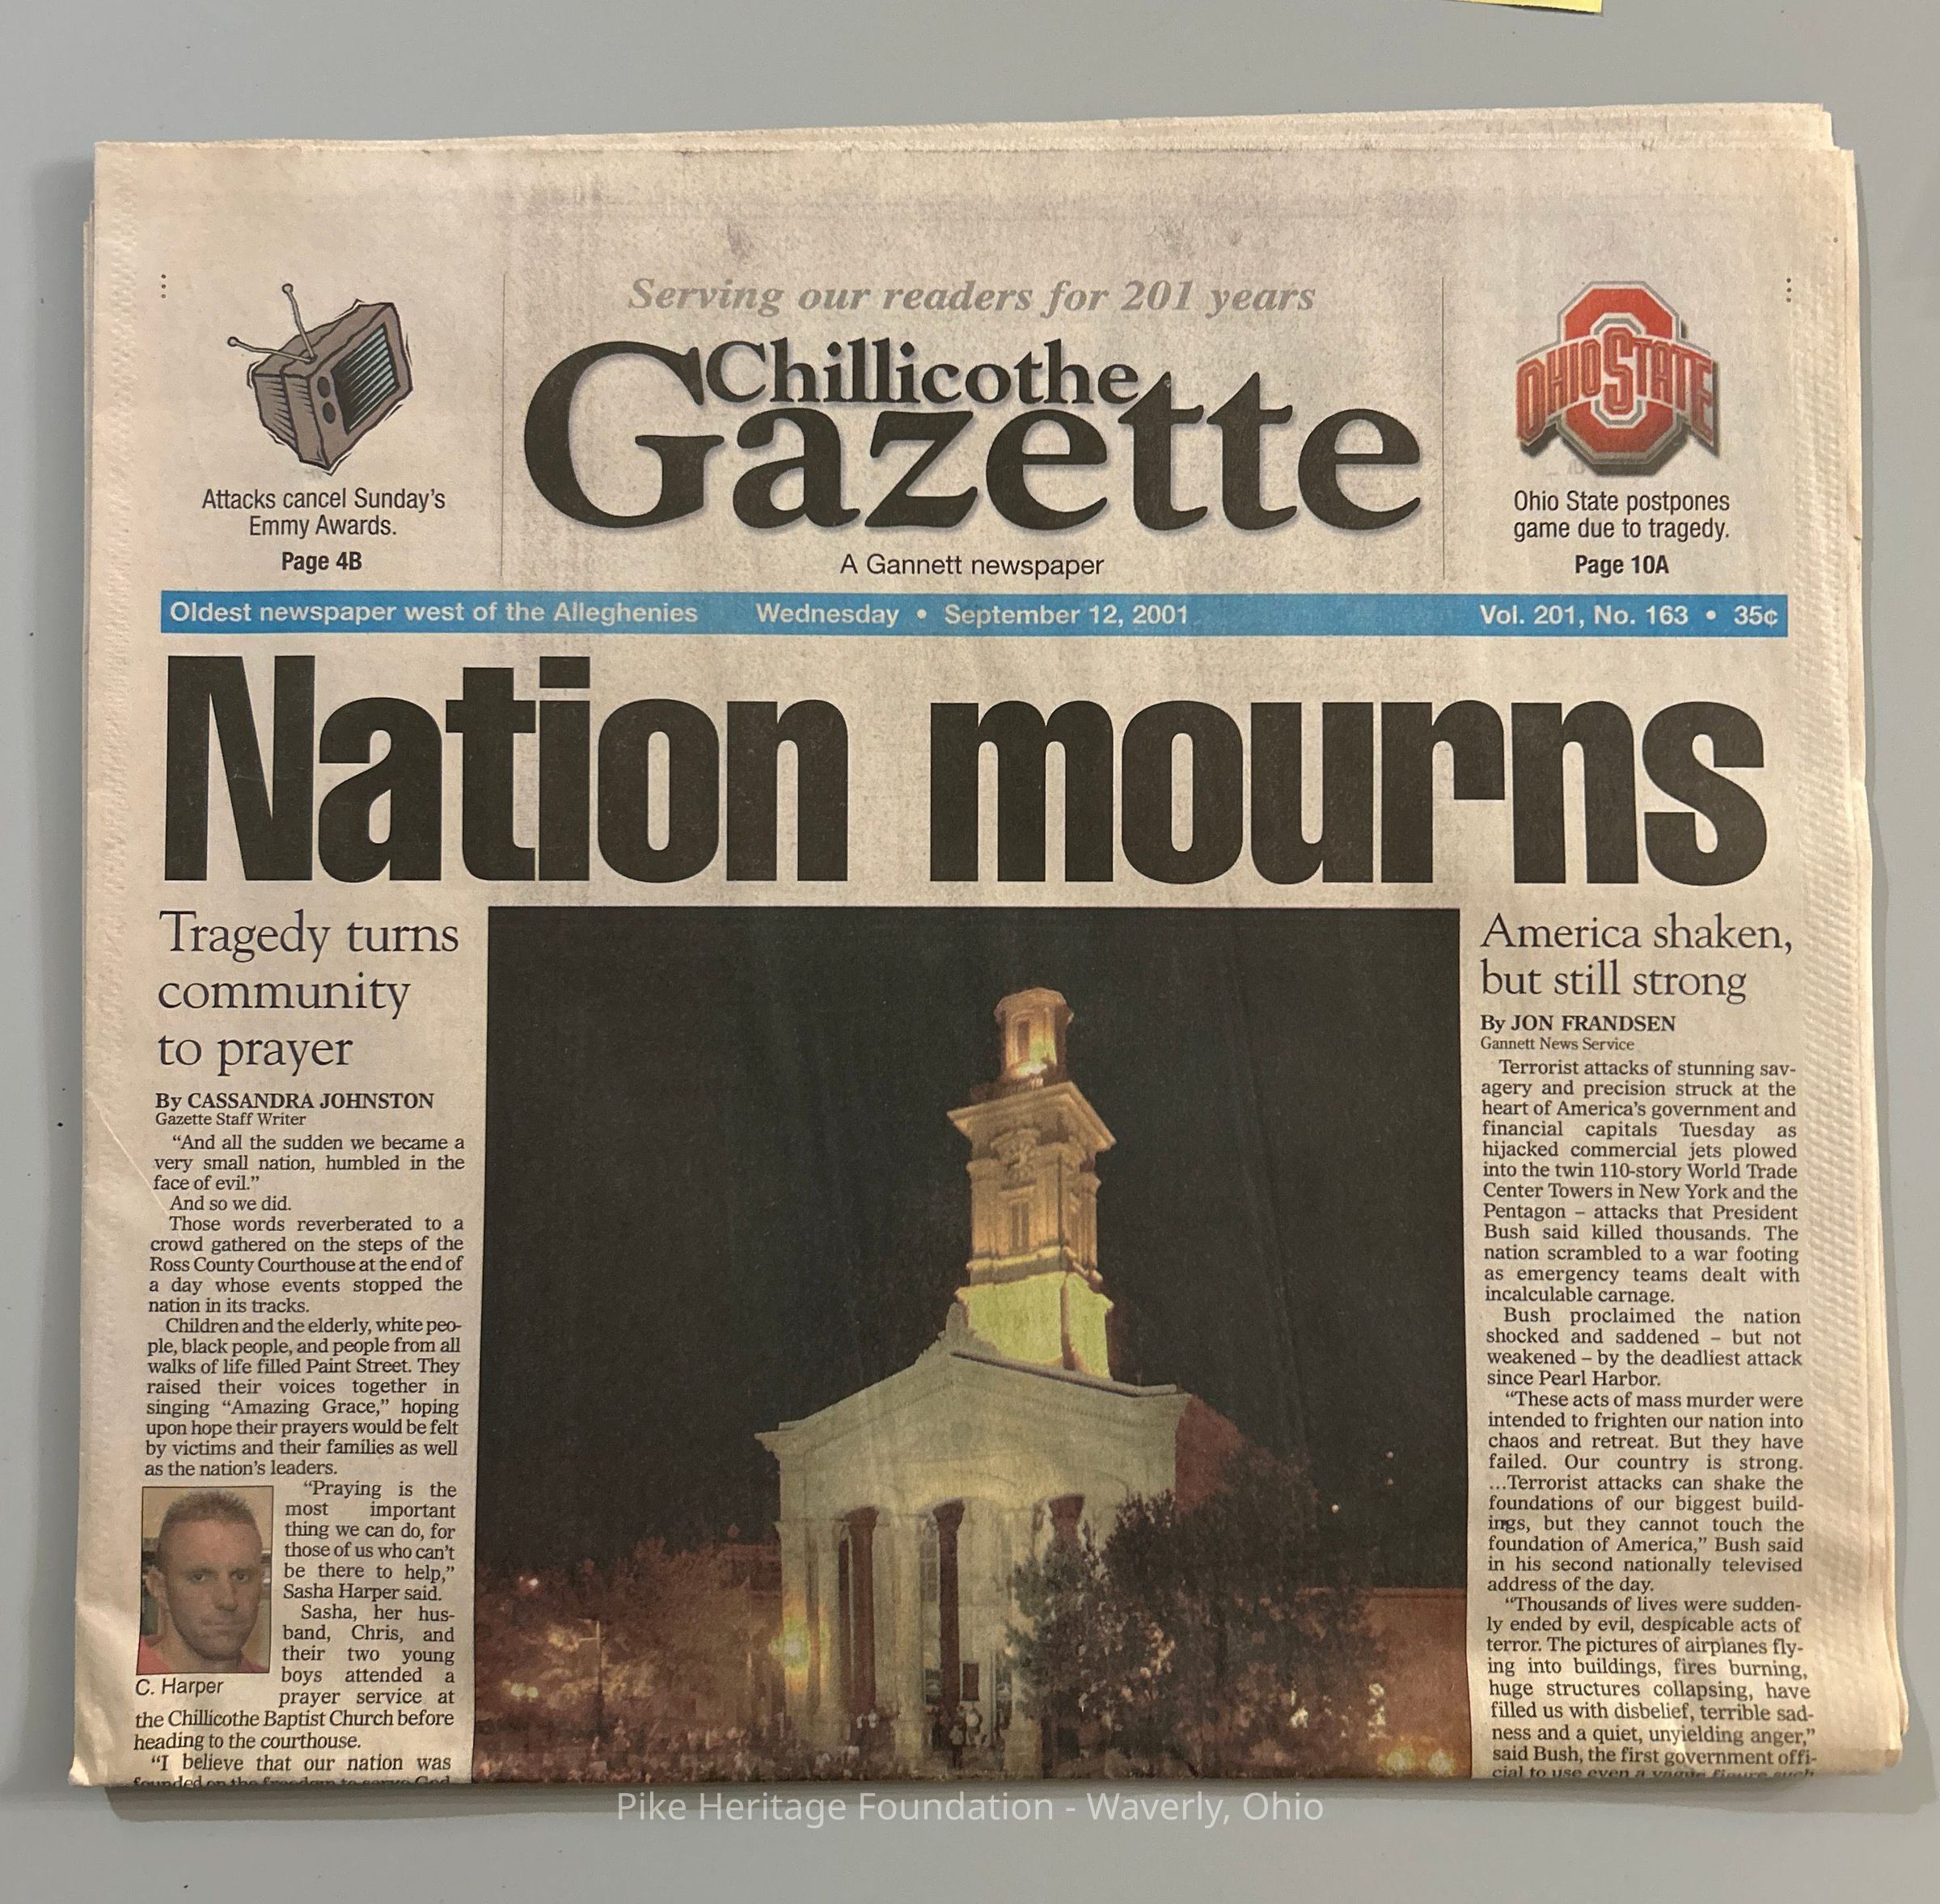 Serving our readers for 201 years
Chillicothe
Gazette
A Gannett newspaper
Attacks cancel Sunday's
Emmy Awards.
Page 4B
OHIO STATE
Ohio State postpones
game due to tragedy.
Page 10A
Oldest newspaper west of the Alleghenies Wednesday • September 12, 2001 Vol. 201, No. 163 • 35¢
Nation mourns
Tragedy turns
community
to prayer
By CASSANDRA JOHNSTON
Gazette Staff Writer
“And all the sudden we became a
very small nation, humbled in the
face of evil.”
And so we did.
Those words reverberated to a
crowd gathered on the steps of the
Ross County Courthouse at the end of
a day whose events stopped the
nation in its tracks.
Children and the elderly, white peo-
ple, black people, and people from all
walks of life filled Paint Street. They
raised their voices together in
singing “Amazing Grace,” hoping
upon hope their prayers would be felt
by victims and their families as well
as the nation's leaders.
“Praying is the
most important
thing we can do, for
those of us who can't
be there to help,”
Sasha Harper said.
Sasha, her hus-
band, Chris, and
their two young
boys attended a
prayer service at
the Chillicothe Baptist Church before
heading to the courthouse.
“I believe that our nation was
founded on the freedom to serve God
C. Harper
America shaken,
but still strong
By JON FRANDSEN
Gannett News Service
Terrorist attacks of stunning sav-
agery and precision struck at the
heart of America's government and
financial capitals Tuesday as
hijacked commercial jets plowed
into the twin 110-story World Trade
Center Towers in New York and the
Pentagon – attacks that President
Bush said killed thousands. The
nation scrambled to a war footing
as emergency teams dealt with
incalculable carnage.
Bush proclaimed the nation
shocked and saddened – but not
weakened – by the deadliest attack
since Pearl Harbor.
“These acts of mass murder were
intended to frighten our nation into
chaos and retreat. But they have
failed. Our country is strong.
...Terrorist attacks can shake the
foundations of our biggest build-
ings, but they cannot touch the
foundation of America,” Bush said
in his second nationally televised
address of the day.
“Thousands of lives were sudden-
ly ended by evil, despicable acts of
terror. The pictures of airplanes fly-
ing into buildings, fires burning,
huge structures collapsing, have
filled us with disbelief, terrible sad-
ness and a quiet, unyielding anger,”
said Bush, the first government offi-
cial to use even a vague figure such
Pike Heritage Foundation - Waverly, Ohio